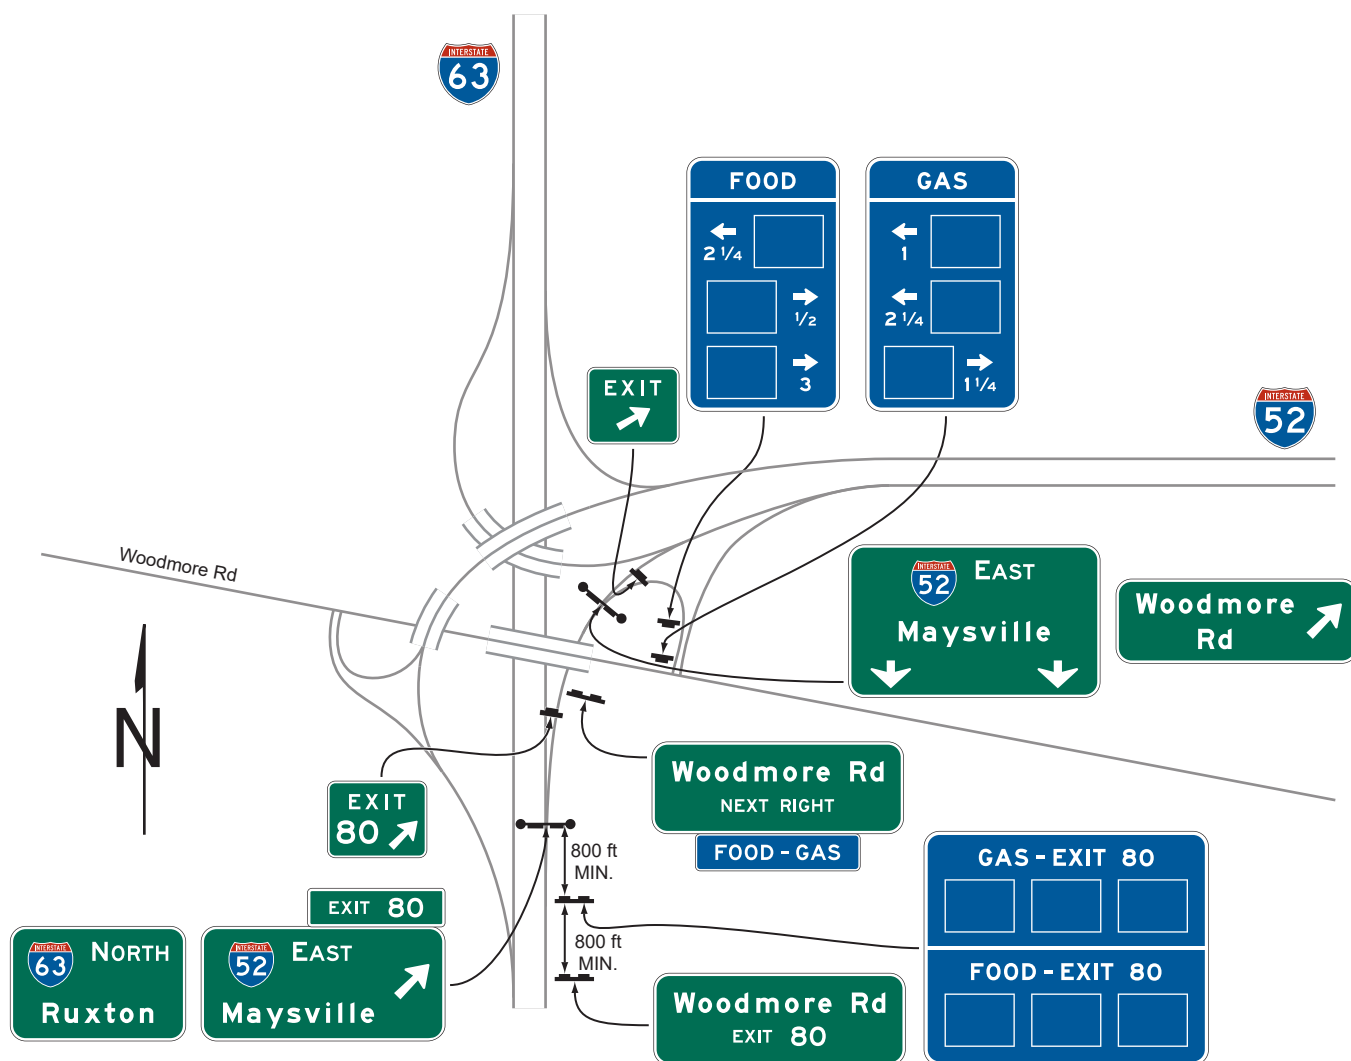 INTERSTATE
63
FOOD
2 1/4
1/2
3
GAS
1
2 1/4
1 1/4
EXIT
INTERSTATE
52
Woodmore Rd
INTERSTATE
52
EAST
Maysville
Woodmore
Rd
N
EXIT
80
Woodmore Rd
NEXT RIGHT
FOOD - GAS
800 ft
MIN.
800 ft
MIN.
GAS - EXIT 80
FOOD - EXIT 80
EXIT 80
INTERSTATE
63
NORTH
Ruxton
INTERSTATE
52
EAST
Maysville
Woodmore Rd
EXIT 80